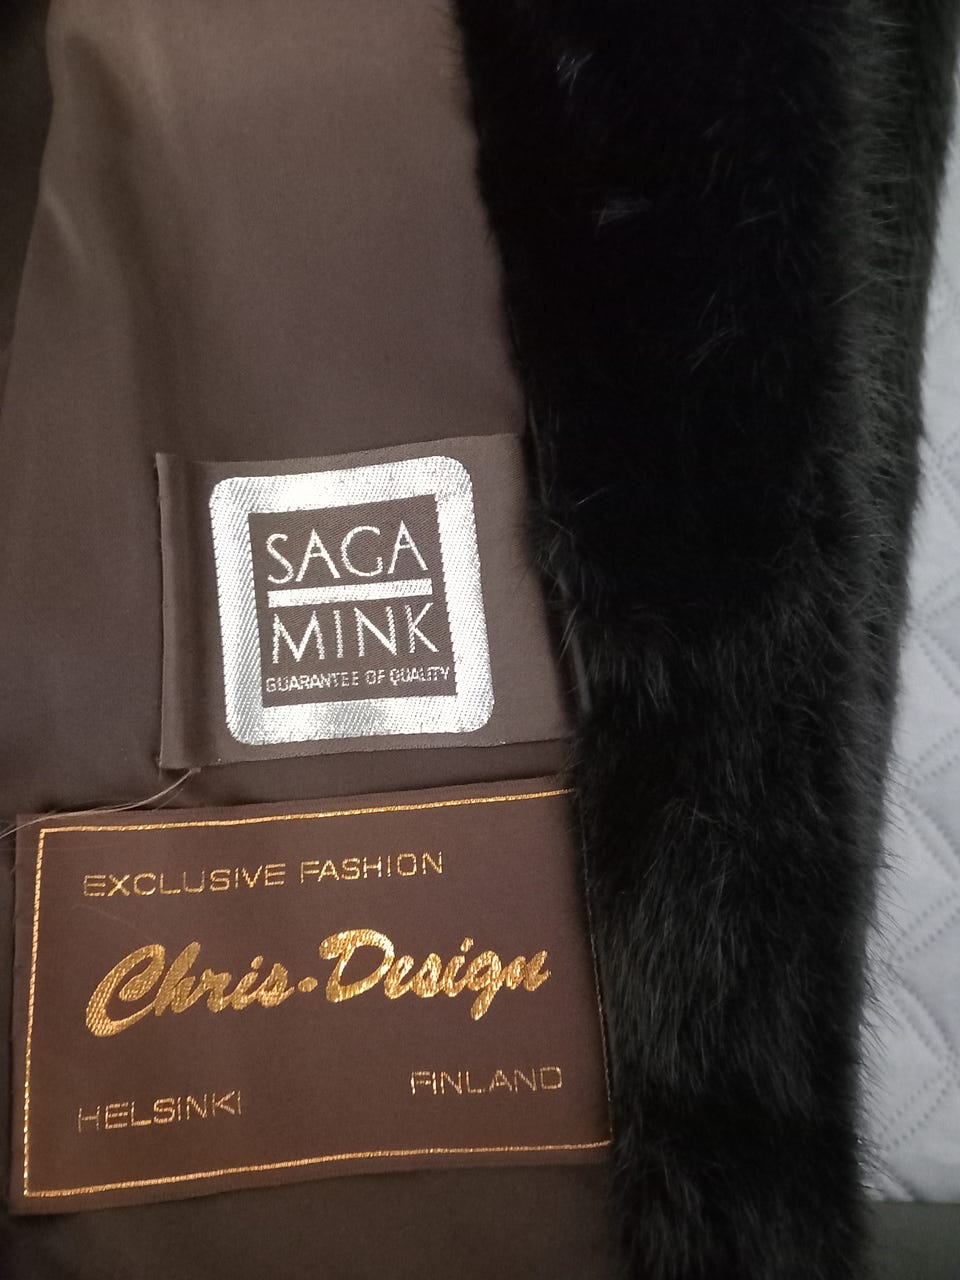 SAGA
MINK
GUARANTEE OF QUALITY
EXCLUSIVE FASHION
Chris-Design
FINLAND
HELSINKI